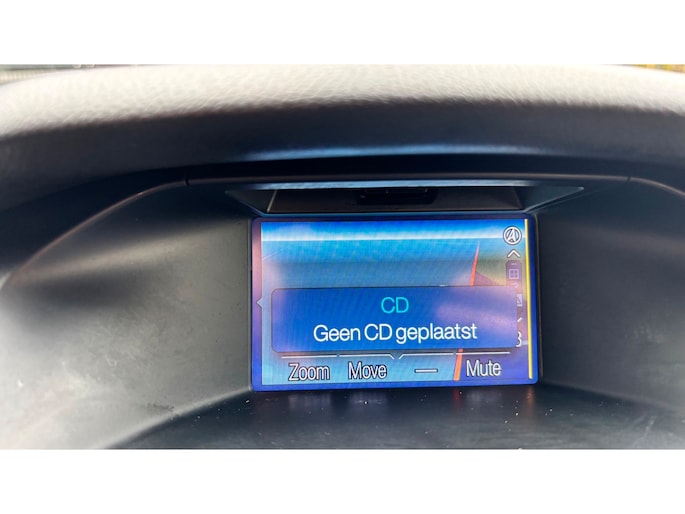 CD
Geen CD geplaatst
Zoom Move — Mute